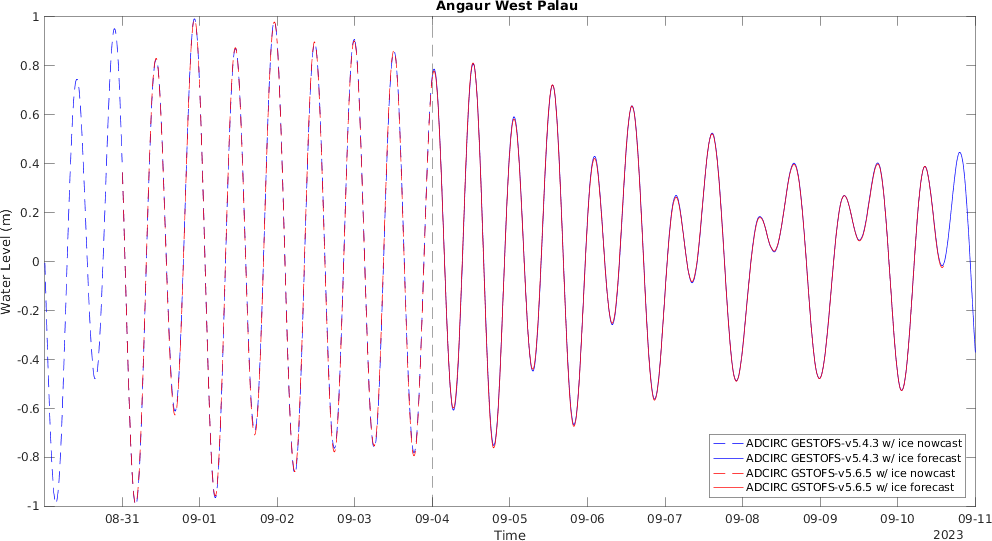 Angaur West Palau
1
0.8
0.6
0.4
0.2
0
-0.2
-0.4
-0.6
-0.8
-1
Water Level (m)
ADCIRC GESTOFS-v5.4.3 w/ ice nowcast
ADCIRC GESTOFS-v5.4.3 w/ ice forecast
ADCIRC GSTOFS-v5.6.5 w/ ice nowcast
ADCIRC GSTOFS-v5.6.5 w/ ice forecast
08-31 09-01 09-02 09-03 09-04 09-05 09-06 09-07 09-08 09-09 09-10 09-11
Time
2023